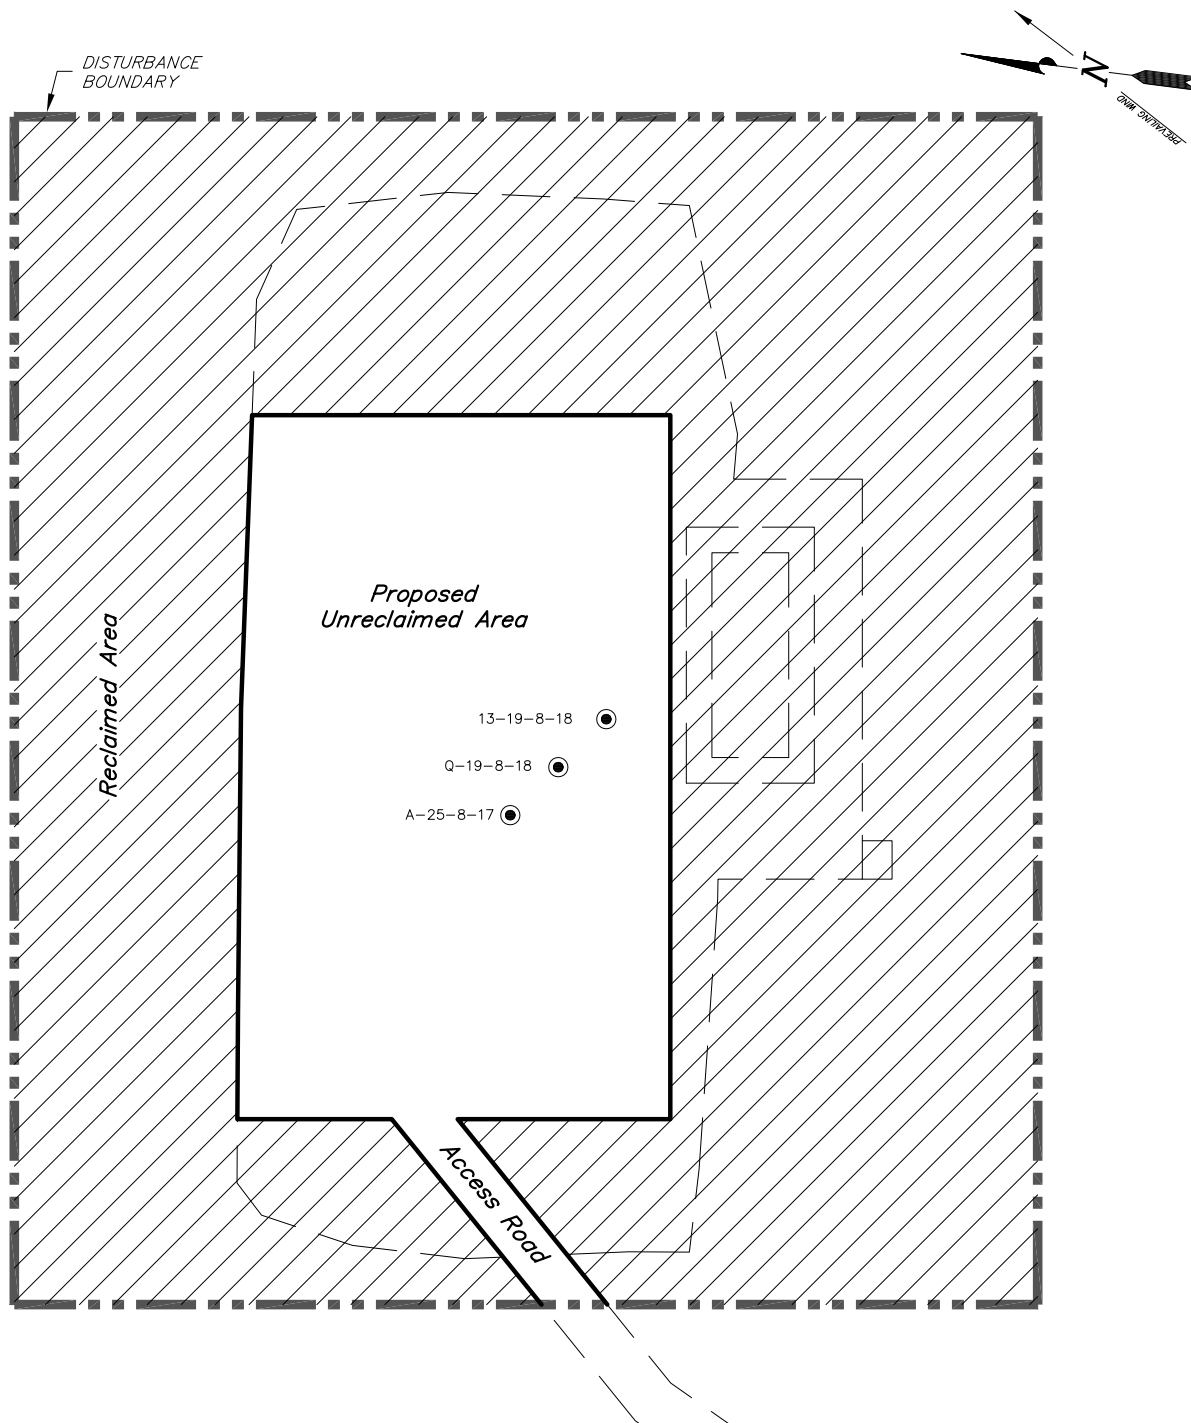 DISTURBANCE
BOUNDARY
N
PREVAILING WIND
Proposed
Unreclaimed Area
Reclaimed Area
13-19-8-18
Q-19-8-18
A-25-8-17
Access Road